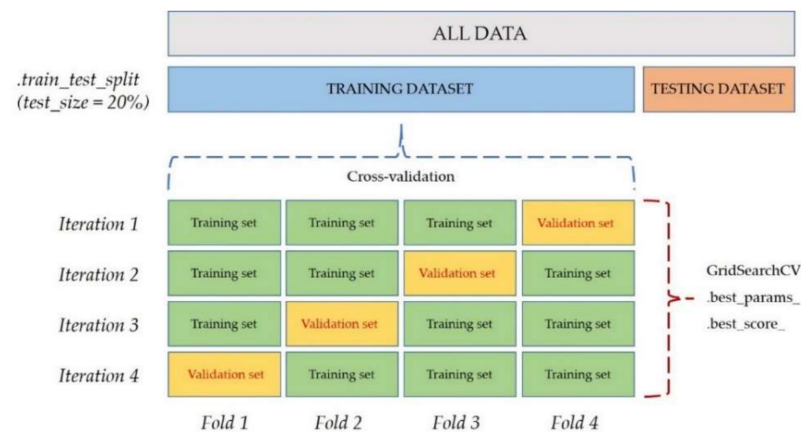 ALL DATA
.train_test_split
(test_size = 20%)
TRAINING DATASET
TESTING DATASET
Cross-validation
Iteration 1
Training set
Training set
Training set
Validation set
Iteration 2
Training set
Training set
Validation set
Training set
Iteration 3
Training set
Validation set
Training set
Training set
Iteration 4
Validation set
Training set
Training set
Training set
GridSearchCV
.best_params_
.best_score_
Fold 1
Fold 2
Fold 3
Fold 4